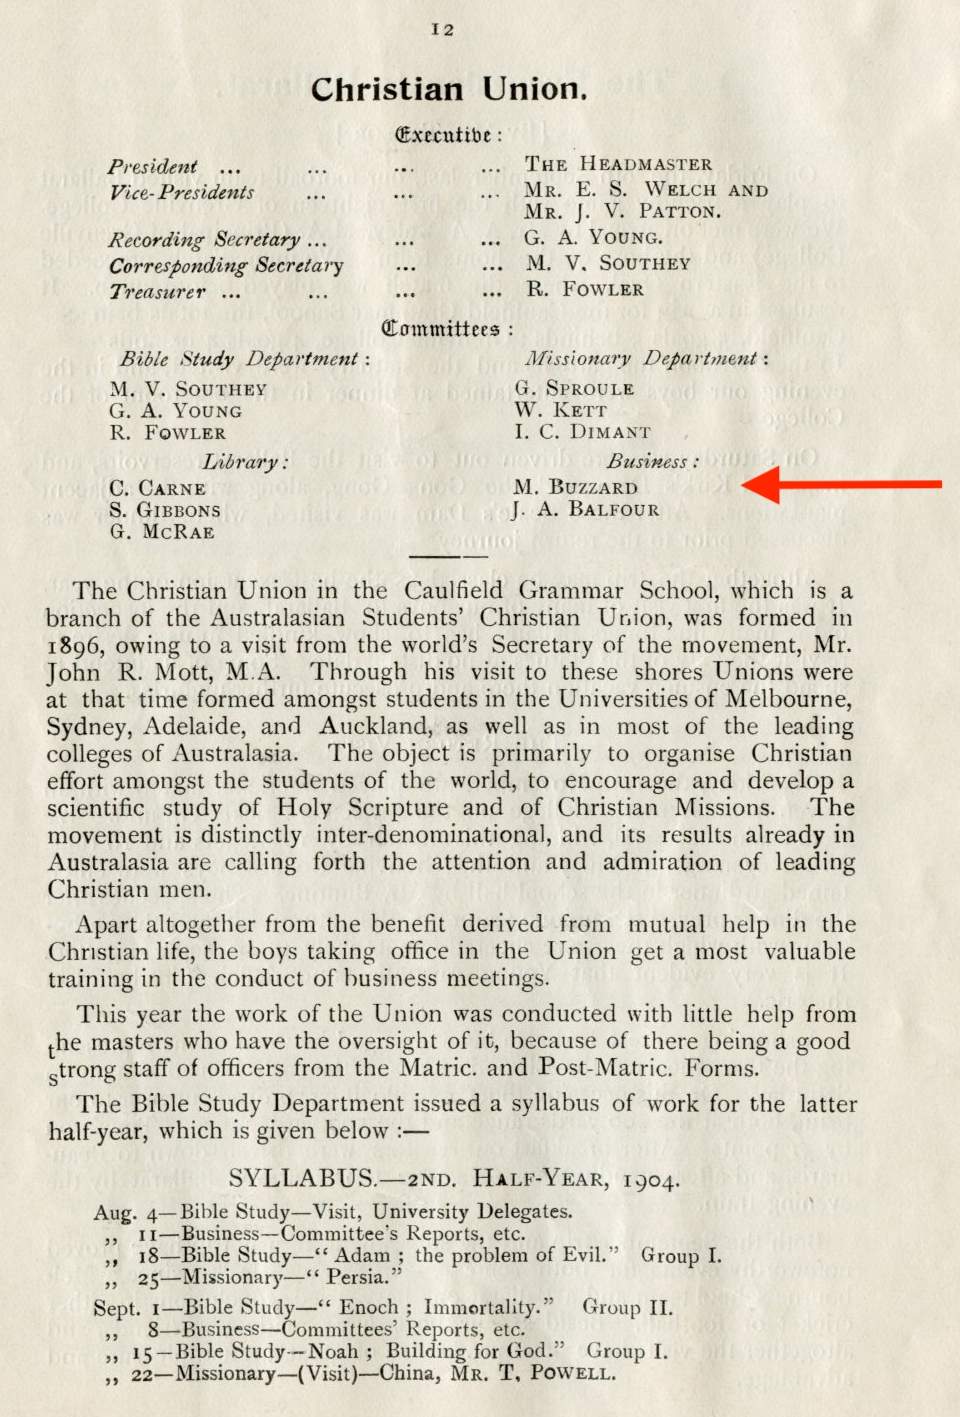 12
Christian Union.
Executive :
President ... ... ... ... THE HEADMASTER
Vice-Presidents ... ... ... MR. E. S. WELCH AND
MR. J. V. PATTON.
Recording Secretary ... ... ... G. A. YOUNG.
Corresponding Secretary ... ... M. V. SOUTHEY
Treasurer ... ... ... ... R. FOWLER
Committees :
Bible Study Department : Missionary Department :
M. V. SOUTHEY G. SPROULE
G. A. YOUNG W. KETT
R. FOWLER I. C. DIMANT
Library : Business :
C. CARNE M. BUZZARD
S. GIBBONS J. A. BALFOUR
G. MCRAE
The Christian Union in the Caulfield Grammar School, which is a
branch of the Australasian Students' Christian Union, was formed in
1896, owing to a visit from the world's Secretary of the movement, Mr.
John R. Mott, M.A. Through his visit to these shores Unions were
at that time formed amongst students in the Universities of Melbourne,
Sydney, Adelaide, and Auckland, as well as in most of the leading
colleges of Australasia. The object is primarily to organise Christian
effort amongst the students of the world, to encourage and develop a
scientific study of Holy Scripture and of Christian Missions. The
movement is distinctly inter-denominational, and its results already in
Australasia are calling forth the attention and admiration of leading
Christian men.
Apart altogether from the benefit derived from mutual help in the
Christian life, the boys taking office in the Union get a most valuable
training in the conduct of business meetings.
This year the work of the Union was conducted with little help from
the masters who have the oversight of it, because of there being a good
strong staff of officers from the Matric. and Post-Matric. Forms.
The Bible Study Department issued a syllabus of work for the latter
half-year, which is given below :—
SYLLABUS.—2ND. HALF-YEAR, 1904.
Aug. 4—Bible Study—Visit, University Delegates.
,, 11—Business—Committee's Reports, etc.
,, 18—Bible Study—“ Adam ; the problem of Evil.” Group I.
,, 25—Missionary—“ Persia.”
Sept. 1—Bible Study—“ Enoch ; Immortality.” Group II.
,, 8—Business—Committees' Reports, etc.
,, 15—Bible Study—Noah ; Building for God.” Group I.
,, 22—Missionary—(Visit)—China, MR. T. POWELL.